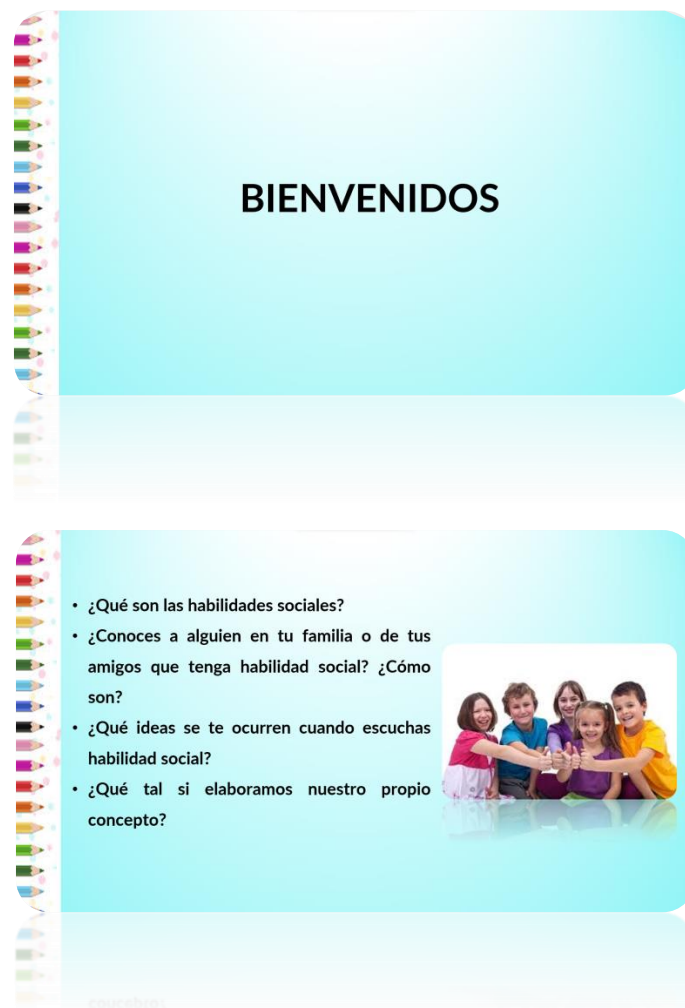 BIENVENIDOS
• ¿Qué son las habilidades sociales?
• ¿Conoces a alguien en tu familia o de tus
amigos que tenga habilidad social? ¿Cómo
son?
• ¿Qué ideas se te ocurren cuando escuchas
habilidad social?
• ¿Qué tal si elaboramos nuestro propio
concepto?